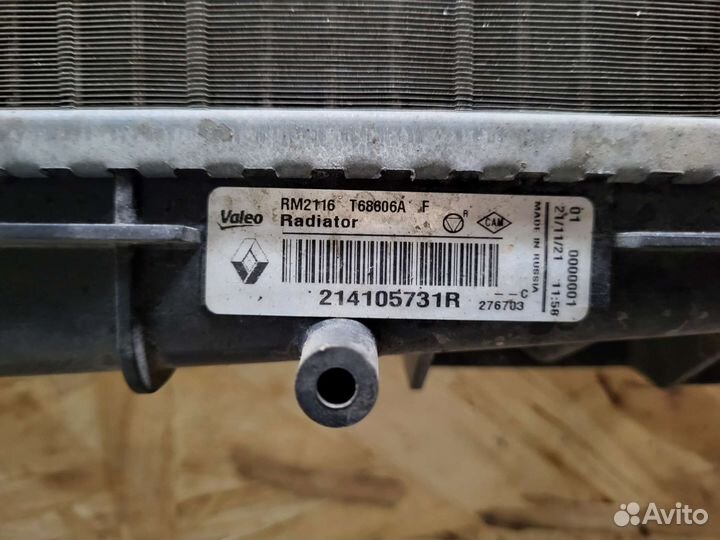 Valeo
RM2116 T68606A F
Radiator
R
CAM
214105731R
--C
276703
MADE IN RUSSIA
21/11/21 11:58
01 0000001
Avito